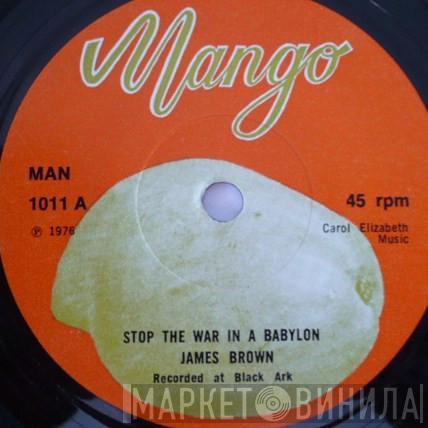 Mango
MAN
1011 A
℗ 1976
45 rpm
Carol Elizabeth
Music
STOP THE WAR IN A BABYLON
JAMES BROWN
Recorded at Black Ark
МАРКЕТ ВИНИЛА